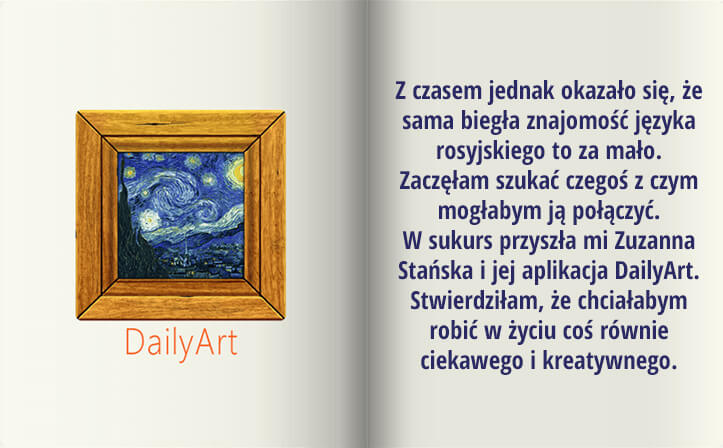 DailyArt
Z czasem jednak okazało się, że
sama biegła znajomość języka
rosyjskiego to za mało.
Zaczęłam szukać czegoś z czym
mogłabym ją połączyć.
W sukurs przyszła mi Zuzanna
Stańska i jej aplikacja DailyArt.
Stwierdziłam, że chciałabym
robić w życiu coś równie
ciekawego i kreatywnego.